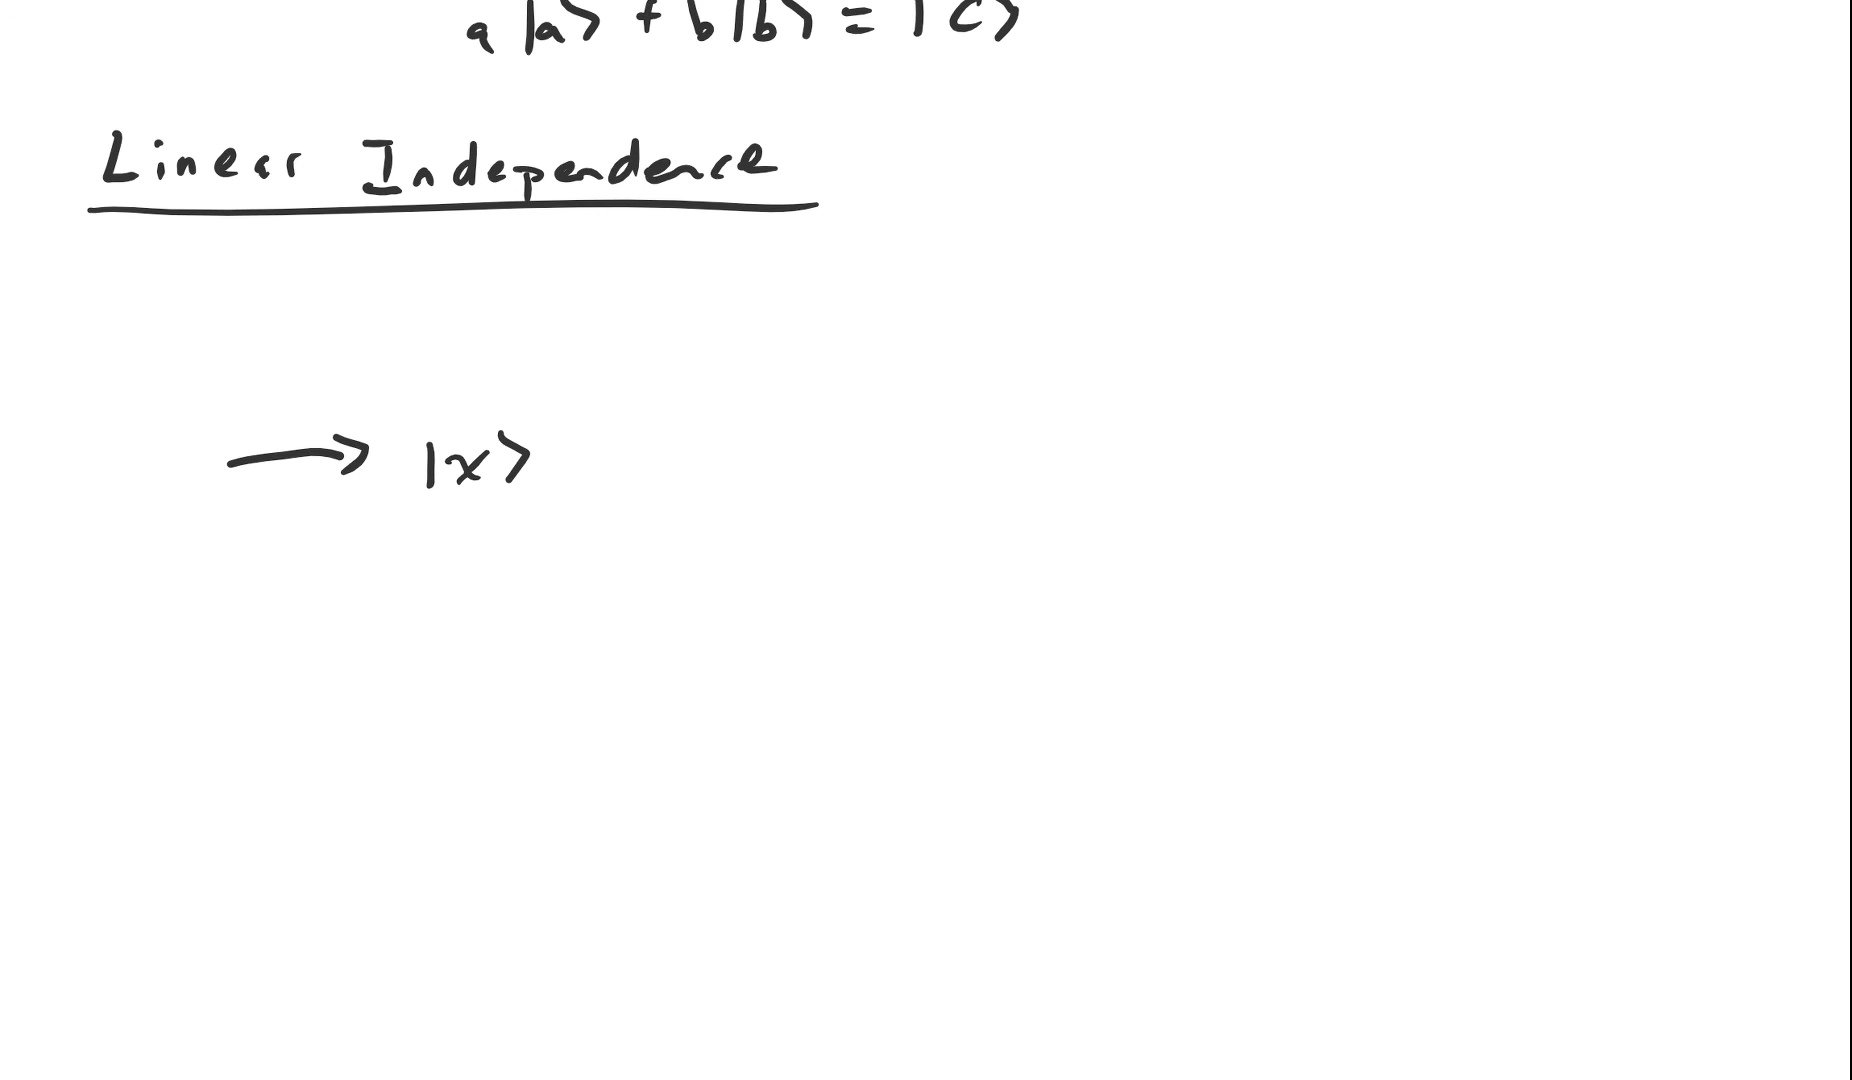 a |a> + b |b> = |c>
Linear Independence
→ |x>